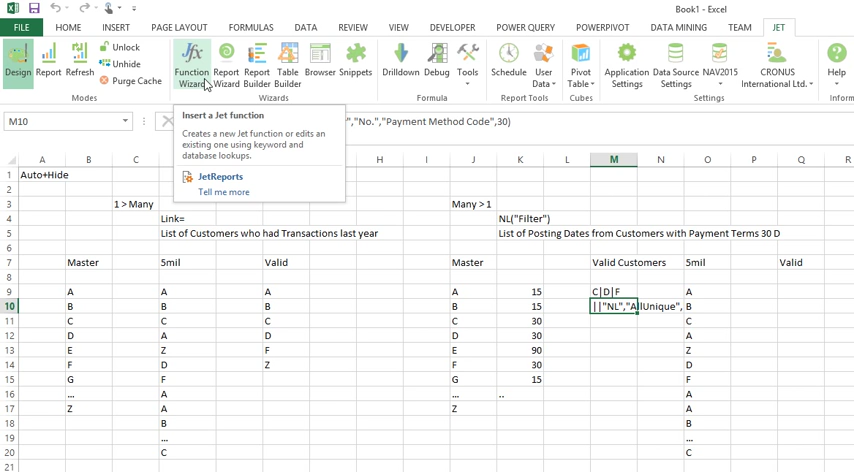 Book1 - Excel
FILE HOME INSERT PAGE LAYOUT FORMULAS DATA REVIEW VIEW DEVELOPER POWER QUERY POWERPIVOT DATA MINING TEAM JET
Design Report Refresh
Unlock
Unhide
Purge Cache
Function Wizard
Report Wizard
Report Builder
Table Builder
Browser Snippets
Drilldown Debug Tools
Schedule
User Data
Pivot Table
Application Settings
Data Source Settings
NAV2015
CRONUS International Ltd.
Help
Modes Wizards Formula Report Tools Cubes Settings Inform
Insert a Jet function
Creates a new Jet function or edits an
existing one using keyword and
database lookups.
JetReports
Tell me more
M10 ","No.","Payment Method Code",30)
A B C H I J K L M N O P Q R
1 Auto+Hide
2
3 1 > Many Many > 1
4 Link= NL("Filter")
5 List of Customers who had Transactions last year List of Posting Dates from Customers with Payment Terms 30 D
6
7 Master 5mil Valid Master Valid Customers 5mil Valid
8
9 A A A A 15 C|D|F A
10 B B B B 15 ||"NL","AllUnique", B
11 C C C C 30 C
12 D A D D 30 A
13 E Z F E 90 Z
14 F D Z F 30 D
15 G F G 15 F
16 ... A ... .. A
17 Z A Z A
18 B B
19 ... ...
20 C C
21